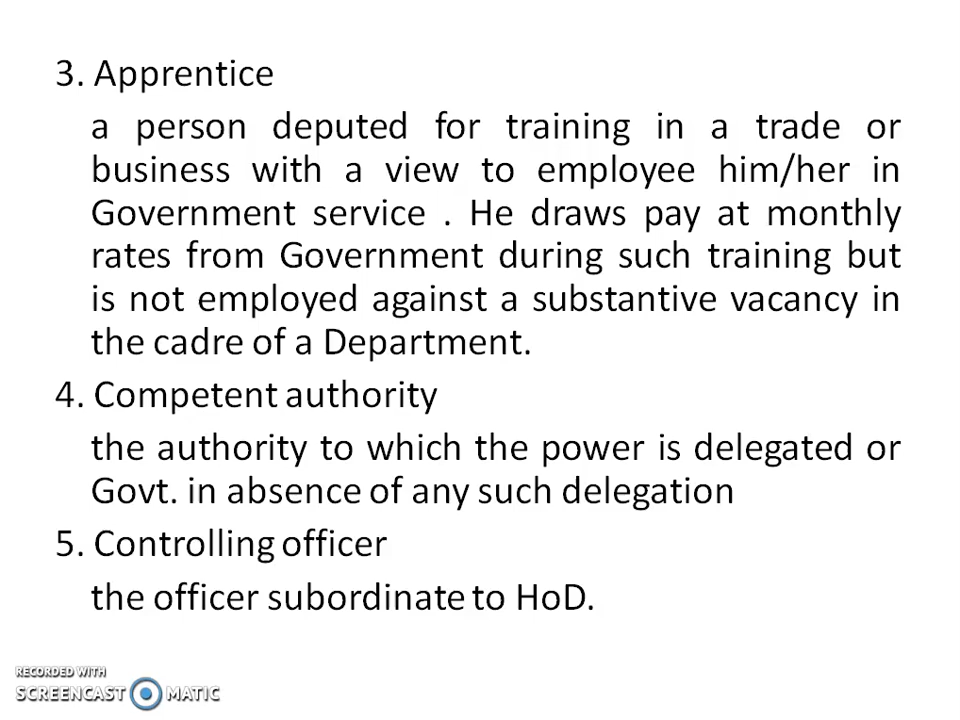 3. Apprentice
a person deputed for training in a trade or
business with a view to employee him/her in
Government service . He draws pay at monthly
rates from Government during such training but
is not employed against a substantive vacancy in
the cadre of a Department.
4. Competent authority
the authority to which the power is delegated or
Govt. in absence of any such delegation
5. Controlling officer
the officer subordinate to HoD.
RECORDED WITH
SCREENCAST MATIC